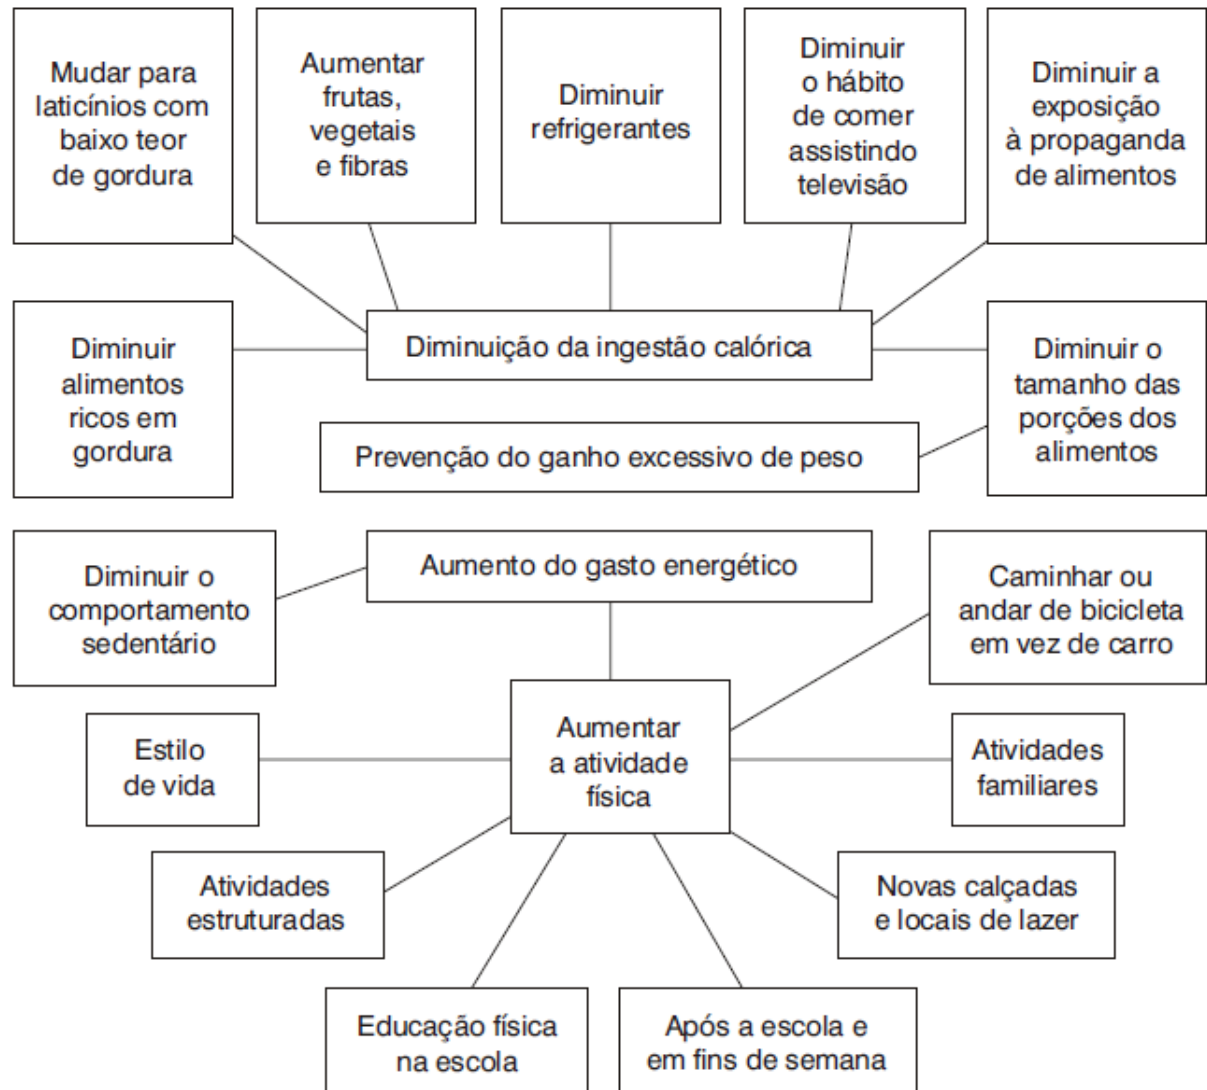 Mudar para
laticínios com
baixo teor
de gordura
Aumentar
frutas,
vegetais
e fibras
Diminuir
refrigerantes
Diminuir
o hábito
de comer
assistindo
televisão
Diminuir a
exposição
à propaganda
de alimentos
Diminuir
alimentos
ricos em
gordura
Diminuição da ingestão calórica
Diminuir o
tamanho das
porções dos
alimentos
Prevenção do ganho excessivo de peso
Diminuir o
comportamento
sedentário
Aumento do gasto energético
Caminhar ou
andar de bicicleta
em vez de carro
Aumentar
a atividade
física
Estilo
de vida
Atividades
familiares
Atividades
estruturadas
Novas calçadas
e locais de lazer
Educação física
na escola
Após a escola e
em fins de semana